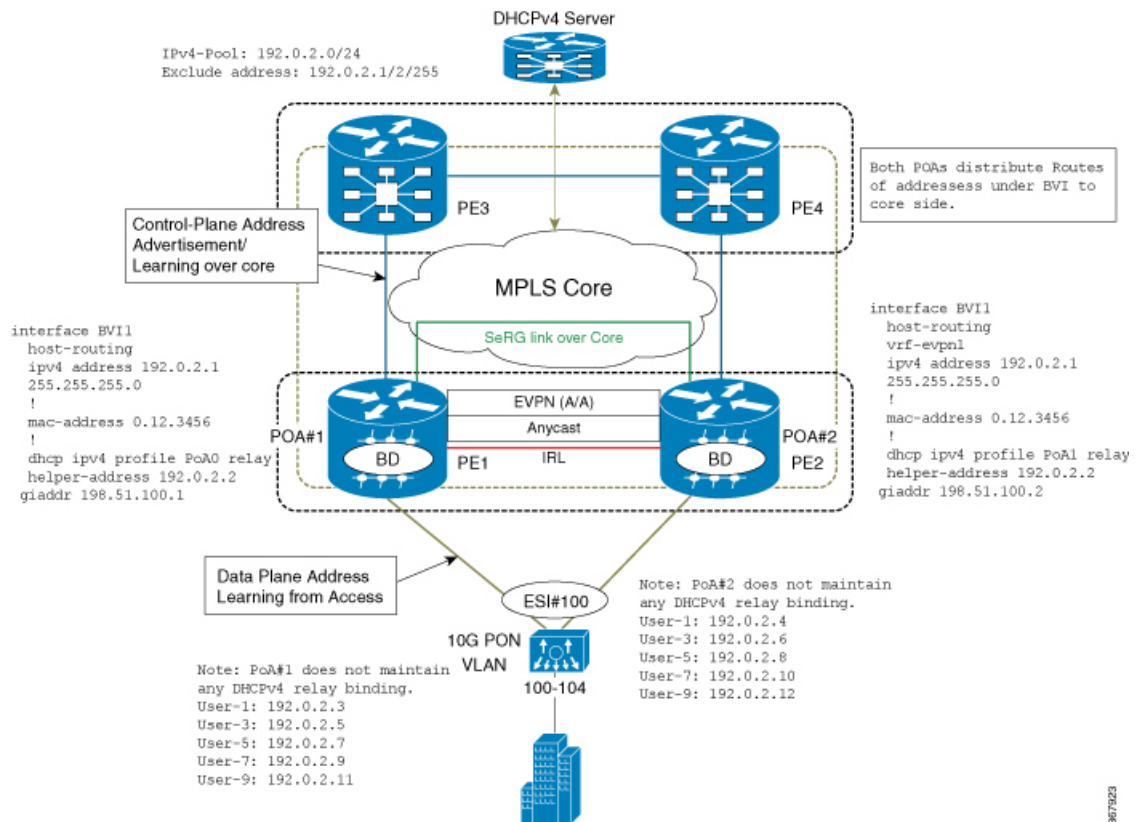 DHCPv4 Server
IPv4-Pool: 192.0.2.0/24
Exclude address: 192.0.2.1/2/255
PE3
PE4
Both POAs distribute Routes
of addressess under BVI to
core side.
Control-Plane Address
Advertisement/
Learning over core
MPLS Core
SeRG link over Core
interface BVI1
host-routing
ipv4 address 192.0.2.1
255.255.255.0
!
mac-address 0.12.3456
!
dhcp ipv4 profile PoA0 relay
helper-address 192.0.2.2
giaddr 198.51.100.1
interface BVI1
host-routing
vrf-evpn1
ipv4 address 192.0.2.1
255.255.255.0
!
mac-address 0.12.3456
!
dhcp ipv4 profile PoA1 relay
helper-address 192.0.2.2
giaddr 198.51.100.2
EVPN (A/A)
Anycast
IRL
POA#1
BD
PE1
POA#2
BD
PE2
Data Plane Address
Learning from Access
ESI#100
10G PON
VLAN
100-104
Note: PoA#2 does not maintain
any DHCPv4 relay binding.
User-1: 192.0.2.4
User-3: 192.0.2.6
User-5: 192.0.2.8
User-7: 192.0.2.10
User-9: 192.0.2.12
Note: PoA#1 does not maintain
any DHCPv4 relay binding.
User-1: 192.0.2.3
User-3: 192.0.2.5
User-5: 192.0.2.7
User-7: 192.0.2.9
User-9: 192.0.2.11
367923